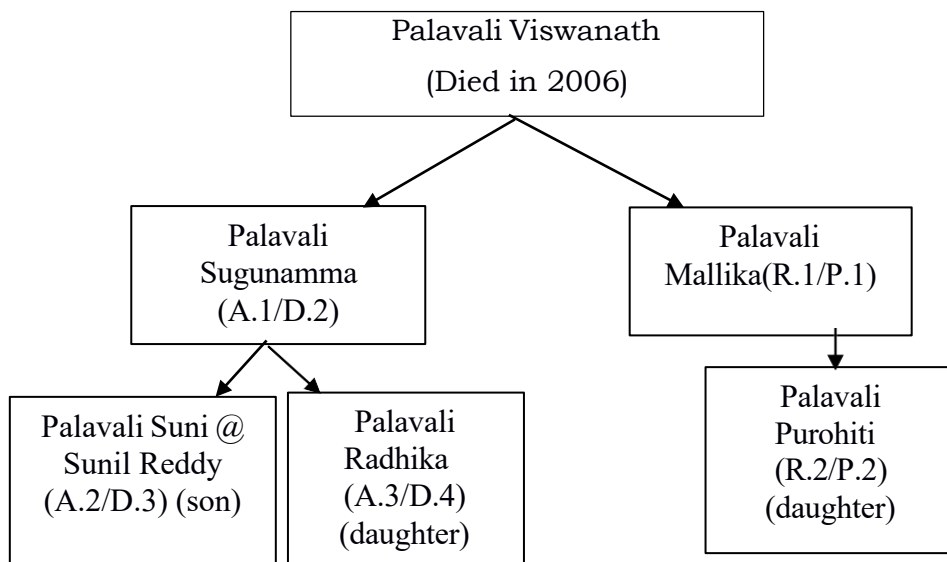 Palavali Viswanath
(Died in 2006)
Palavali
Sugunamma
(A.1/D.2)
Palavali
Mallika(R.1/P.1)
Palavali Suni @
Sunil Reddy
(A.2/D.3) (son)
Palavali
Radhika
(A.3/D.4)
(daughter)
Palavali
Purohiti
(R.2/P.2)
(daughter)